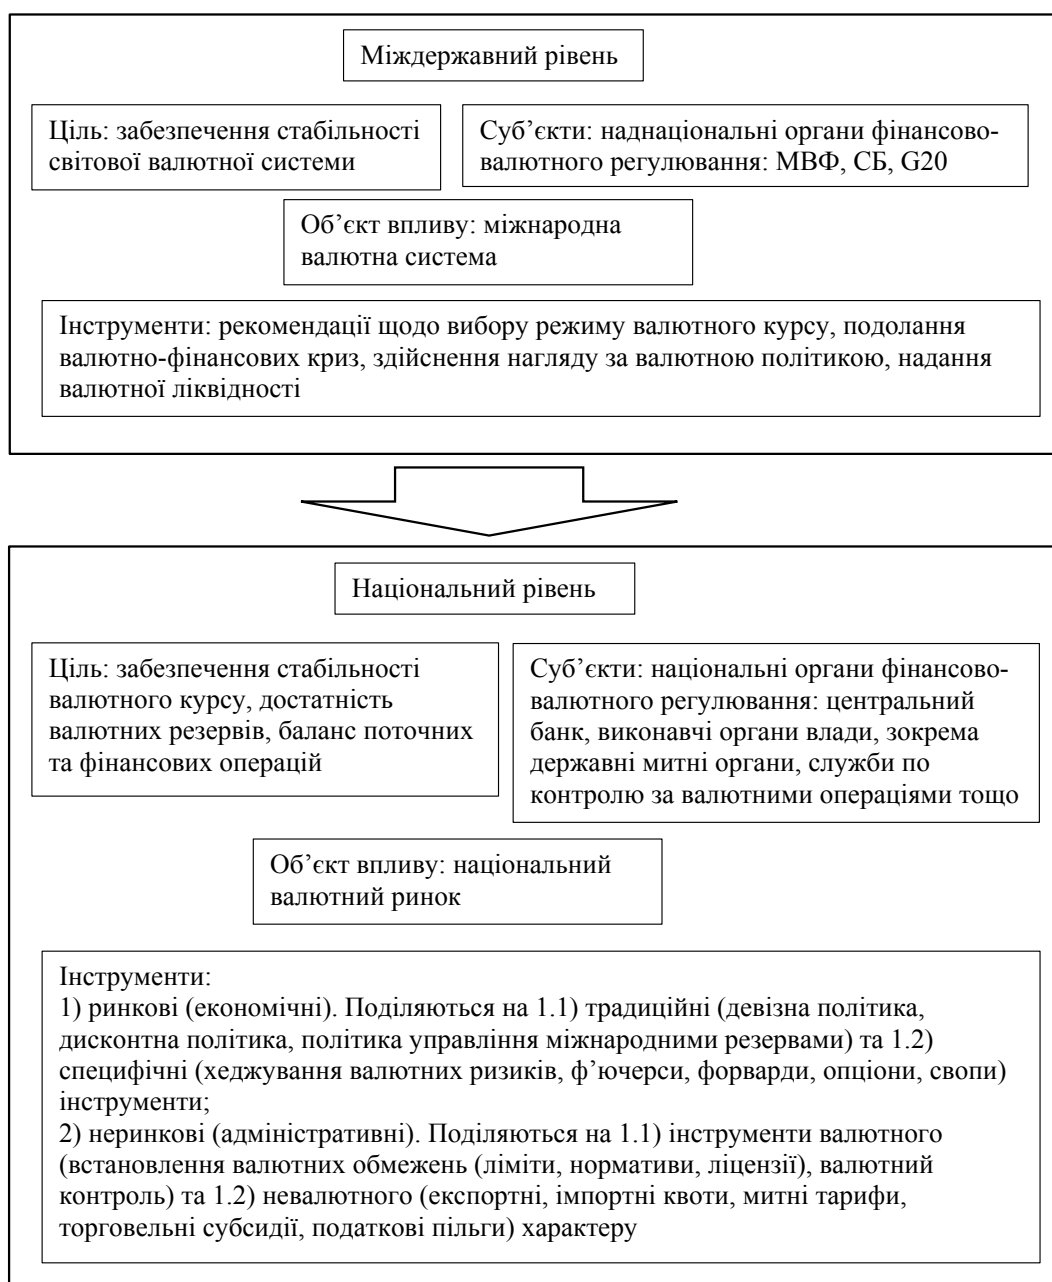 Міждержавний рівень
Ціль: забезпечення стабільності
світової валютної системи
Суб’єкти: наднаціональні органи фінансово-
валютного регулювання: МВФ, СБ, G20
Об’єкт впливу: міжнародна
валютна система
Інструменти: рекомендації щодо вибору режиму валютного курсу, подолання
валютно-фінансових криз, здійснення нагляду за валютною політикою, надання
валютної ліквідності
Національний рівень
Ціль: забезпечення стабільності
валютного курсу, достатність
валютних резервів, баланс поточних
та фінансових операцій
Суб’єкти: національні органи фінансово-
валютного регулювання: центральний
банк, виконавчі органи влади, зокрема
державні митні органи, служби по
контролю за валютними операціями тощо
Об’єкт впливу: національний
валютний ринок
Інструменти:
1) ринкові (економічні). Поділяються на 1.1) традиційні (девізна політика,
дисконтна політика, політика управління міжнародними резервами) та 1.2)
специфічні (хеджування валютних ризиків, ф’ючерси, форварди, опціони, свопи)
інструменти;
2) неринкові (адміністративні). Поділяються на 1.1) інструменти валютного
(встановлення валютних обмежень (ліміти, нормативи, ліцензії), валютний
контроль) та 1.2) невалютного (експортні, імпортні квоти, митні тарифи,
торговельні субсидії, податкові пільги) характеру